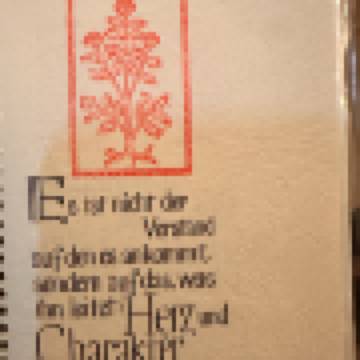 Es ist nicht der
Verstand
auf den es ankommt,
sondern auf das, was
ihn leitet: Herz und
Charakter